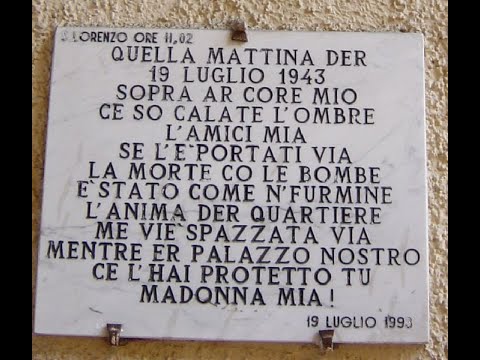 S. LORENZO ORE 11,02
QUELLA MATTINA DER
19 LUGLIO 1943
SOPRA AR CORE MIO
CE SO CALATE L'OMBRE
L'AMICI MIA
SE L'È PORTATI VIA
LA MORTE CO LE BOMBE
È STATO COME N'FURMINE
L'ANIMA DER QUARTIERE
ME VIÈ SPAZZATA VIA
MENTRE ER PALAZZO NOSTRO
CE L'HAI PROTETTO TU
MADONNA MIA!
19 LUGLIO 1993